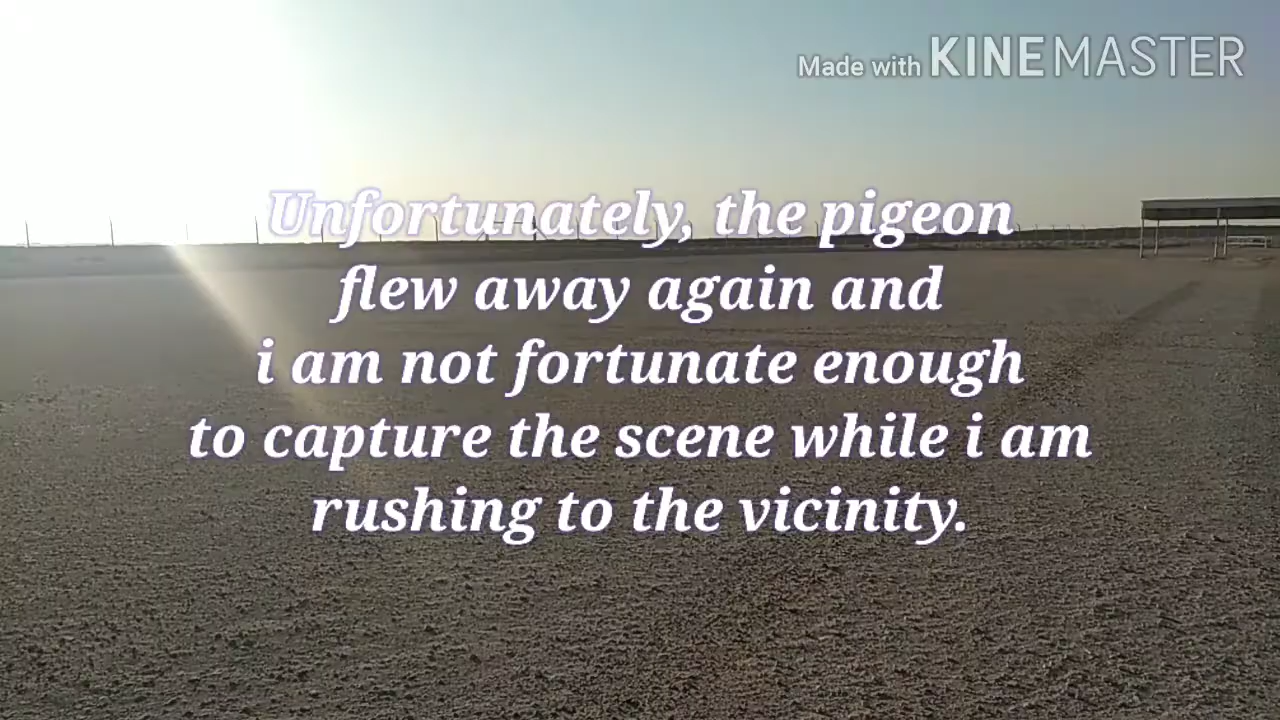 Made with KINEMASTER
Unfortunately, the pigeon
flew away again and
i am not fortunate enough
to capture the scene while i am
rushing to the vicinity.